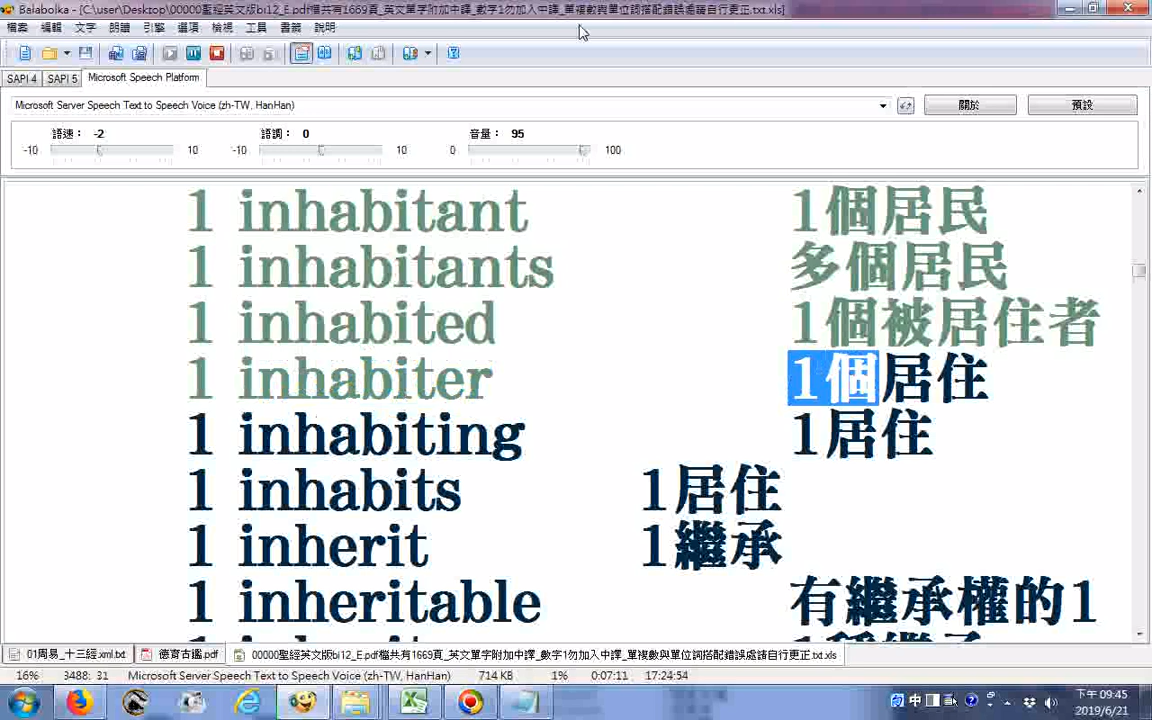 Balabolka - [C:\user\Desktop\00000聖經英文版bi12_E.pdf檔共有1669頁_英文單字附加中譯_數字1勿加入中譯_單複數與單位詞搭配錯誤處請自行更正.txt.xls]
檔案 編輯 文字 朗讀 引擎 選項 檢視 工具 書籤 說明
SAPI 4 SAPI 5 Microsoft Speech Platform
Microsoft Server Speech Text to Speech Voice (zh-TW, HanHan) 關於 預設
語速： -2 語調： 0 音量： 95
-10 10 -10 10 0 100
1 inhabitant 1個居民
1 inhabitants 多個居民
1 inhabited 1個被居住者
1 inhabiter 1個居住
1 inhabiting 1居住
1 inhabits 1居住
1 inherit 1繼承
1 inheritable 有繼承權的1
01周易_十三經.xml.txt 德育古鑑.pdf 00000聖經英文版bi12_E.pdf檔共有1669頁_英文單字附加中譯_數字1勿加入中譯_單複數與單位詞搭配錯誤處請自行更正.txt.xls
16% 3488: 31 Microsoft Server Speech Text to Speech Voice (zh-TW, HanHan) 714 KB 1% 0:07:11 17:24:54
中 下午 09:45
2019/6/21